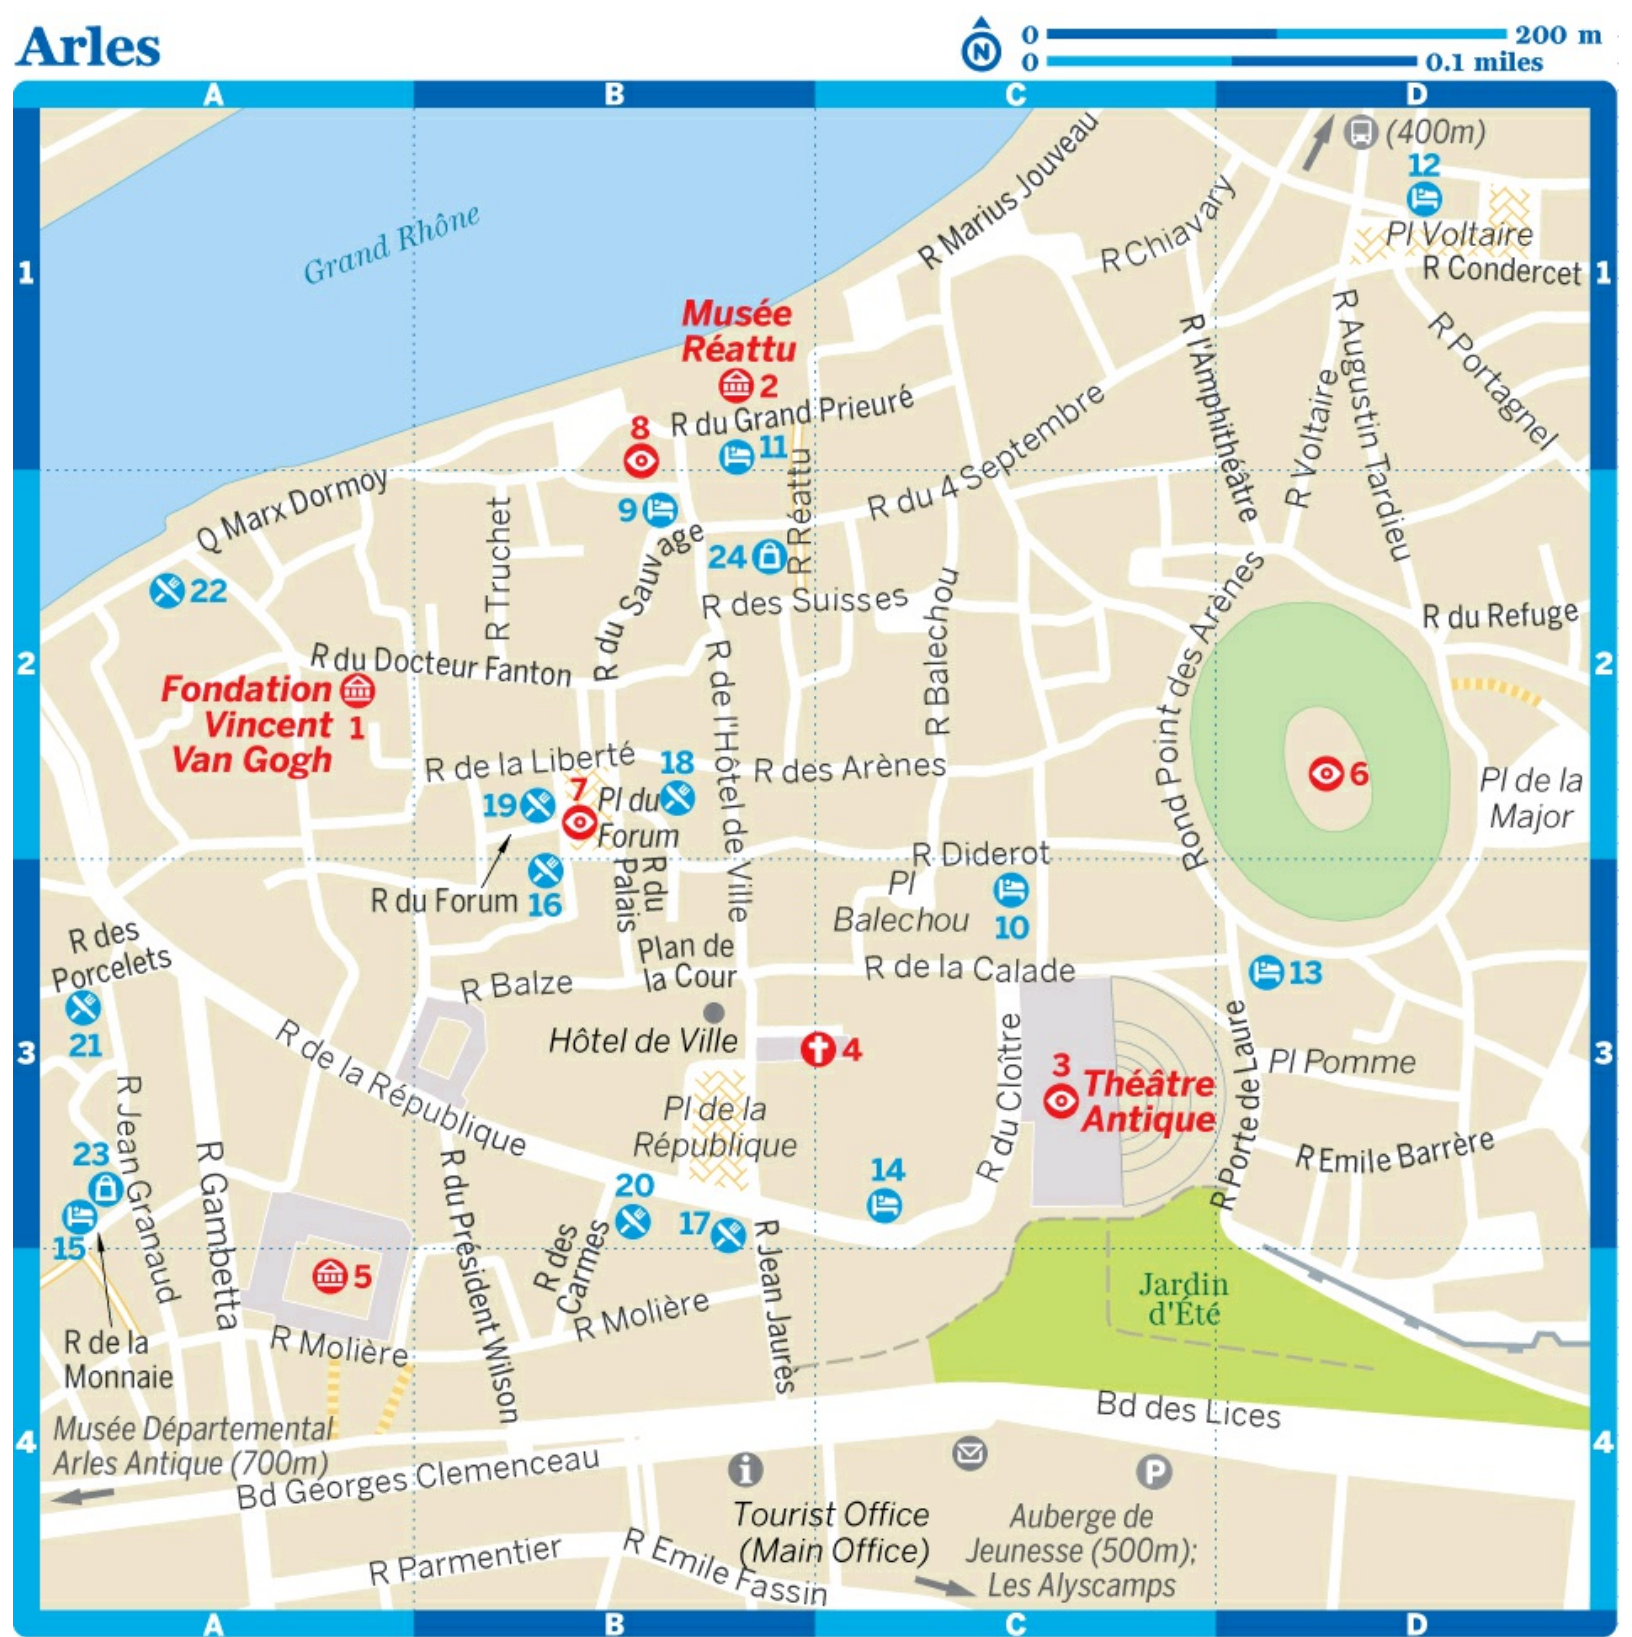 Arles
N
0 200 m
0 0.1 miles
A B C D
(400m)
12
Pl Voltaire
R Condercet
R Marius Jouveau
R Chiavary
Grand Rhône
1 1
Musée
Réattu
2
R du Grand Prieuré
8
11
R l'Amphithéâtre
R Voltaire
R Augustin Tardieu
R Portagnel
R du 4 Septembre
Q Marx Dormoy
R Truchet
9
R du Sauvage
24
R Réattu
22
R des Suisses
R Balechou
R du Refuge
2 2
R du Docteur Fanton
Fondation
Vincent 1
Van Gogh
R de l'Hôtel de Ville
Rond Point des Arènes
R de la Liberté
18
R des Arènes
6
Pl de la
Major
19
7
Pl du
Forum
R Diderot
R du Forum
16
R du
Palais
Pl
Balechou
10
R des
Porcelets
21
Plan de
la Cour
R Balze
R de la Calade
13
Hôtel de Ville
4
3 3
R de la République
R du Cloître
3
Théâtre
Antique
R Porte de Laure
Pl Pomme
Pl de la
République
R Emile Barrère
R Jean Granaud
23
15
R Gambetta
R du Président Wilson
20
17
14
R des
Carmes
R Jean Jaurès
5
R Molière
R Molière
Jardin
d'Été
R de la
Monnaie
Bd des Lices
Musée Départemental
Arles Antique (700m)
4 4
Bd Georges Clemenceau
i
P
Tourist Office
(Main Office)
Auberge de
Jeunesse (500m);
Les Alyscamps
R Parmentier
R Emile Fassin
A B C D